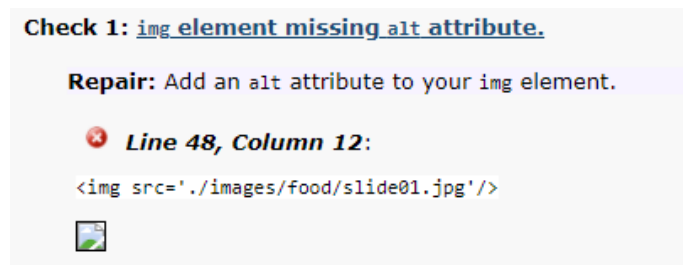 Check 1: img element missing alt attribute.
Repair: Add an alt attribute to your img element.
Line 48, Column 12:
<img src='./images/food/slide01.jpg'/>